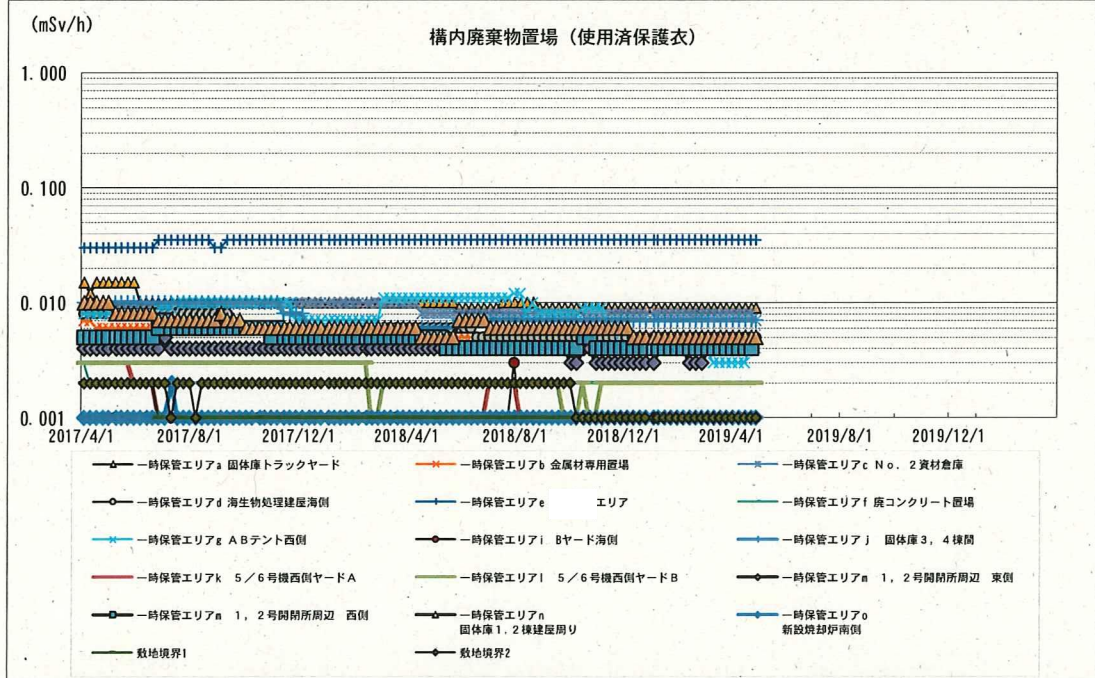 (mSv/h)
構内廃棄物置場（使用済保護衣）
1.000
0.100
0.010
0.001
2017/4/1 2017/8/1 2017/12/1 2018/4/1 2018/8/1 2018/12/1 2019/4/1 2019/8/1 2019/12/1
一時保管エリアa 固体庫トラックヤード 一時保管エリアb 金属材専用置場 一時保管エリアc No. 2資材倉庫
一時保管エリアd 海生物処理建屋海側 一時保管エリアe エリア 一時保管エリアf 廃コンクリート置場
一時保管エリアg ABテント西側 一時保管エリアi Bヤード海側 一時保管エリアj 固体庫3, 4棟間
一時保管エリアk 5／6号機西側ヤードA 一時保管エリアl 5／6号機西側ヤードB 一時保管エリアm 1, 2号開閉所周辺 東側
一時保管エリアm 1, 2号開閉所周辺 西側 一時保管エリアn 一時保管エリアo
固体庫1,2棟建屋周り 新設焼却炉南側
敷地境界1 敷地境界2